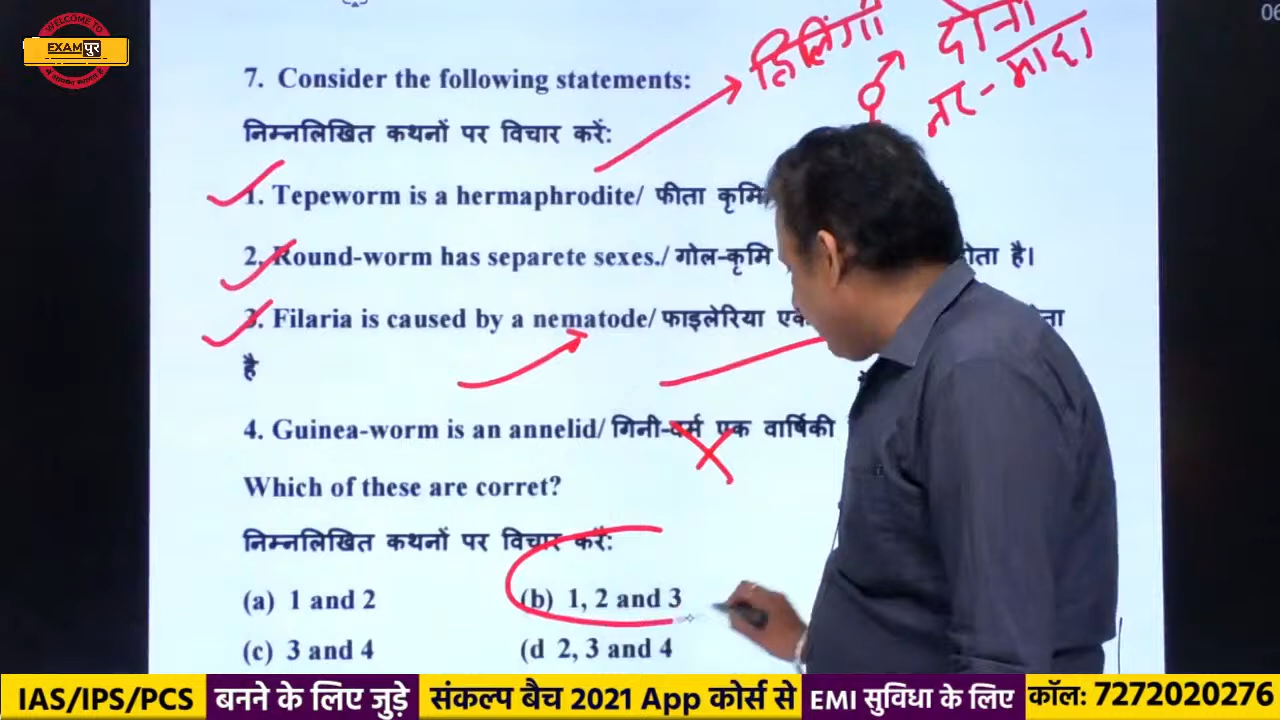 WELCOME TO
EXAMपुर
06
द्विलिंगी
दोनों
नर - मादा
7. Consider the following statements:
निम्नलिखित कथनों पर विचार करें:
1. Tepeworm is a hermaphrodite/ फीता कृमि
2. Round-worm has separete sexes./ गोल-कृमि होता है।
3. Filaria is caused by a nematode/ फाइलेरिया
है
4. Guinea-worm is an annelid/ गिनी-वर्म एक वार्षिकी
Which of these are corret?
निम्नलिखित कथनों पर विचार करें:
(a) 1 and 2 (b) 1, 2 and 3
(c) 3 and 4 (d 2, 3 and 4
IAS/IPS/PCS बनने के लिए जुड़े संकल्प बैच 2021 App कोर्स से EMI सुविधा के लिए कॉल: 7272020276